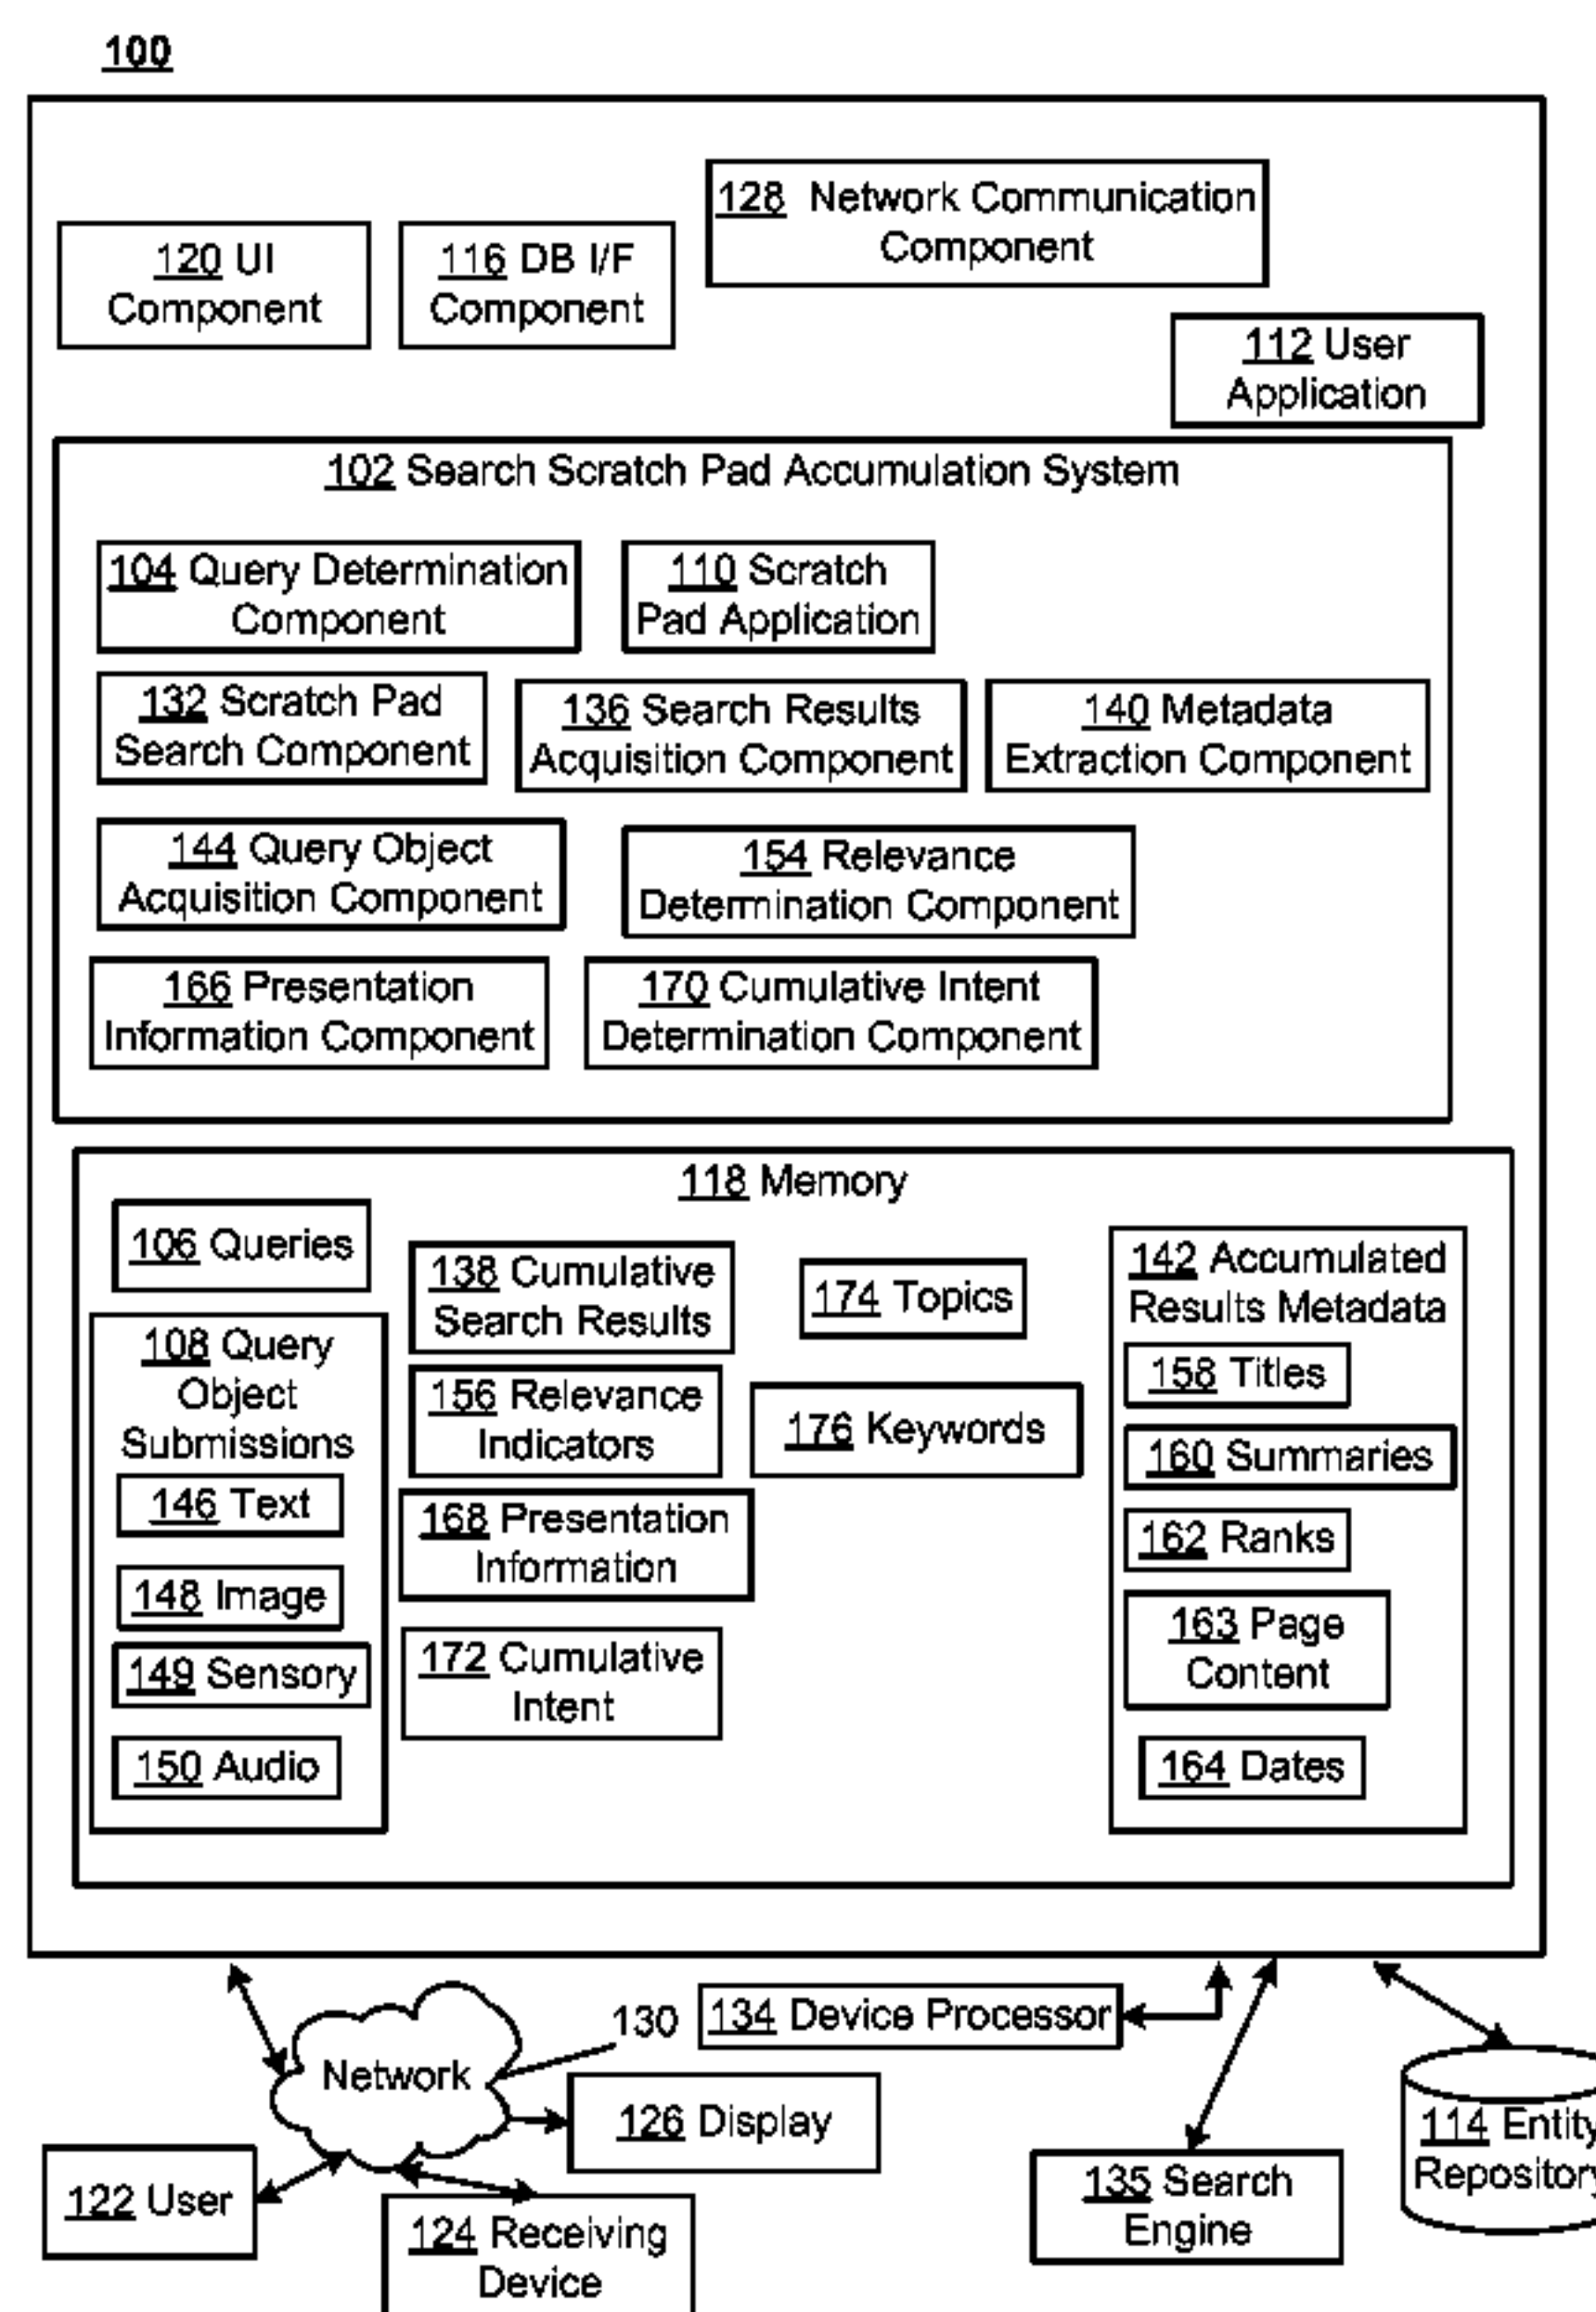 100
128 Network Communication
Component
120 UI
Component
116 DB I/F
Component
112 User
Application
102 Search Scratch Pad Accumulation System
104 Query Determination
Component
110 Scratch
Pad Application
132 Scratch Pad
Search Component
136 Search Results
Acquisition Component
140 Metadata
Extraction Component
144 Query Object
Acquisition Component
154 Relevance
Determination Component
166 Presentation
Information Component
170 Cumulative Intent
Determination Component
118 Memory
106 Queries
108 Query
Object
Submissions
146 Text
148 Image
149 Sensory
150 Audio
138 Cumulative
Search Results
156 Relevance
Indicators
168 Presentation
Information
172 Cumulative
Intent
174 Topics
176 Keywords
142 Accumulated
Results Metadata
158 Titles
160 Summaries
162 Ranks
163 Page
Content
164 Dates
Network
130
134 Device Processor
126 Display
122 User
124 Receiving
Device
135 Search
Engine
114 Entity
Repository